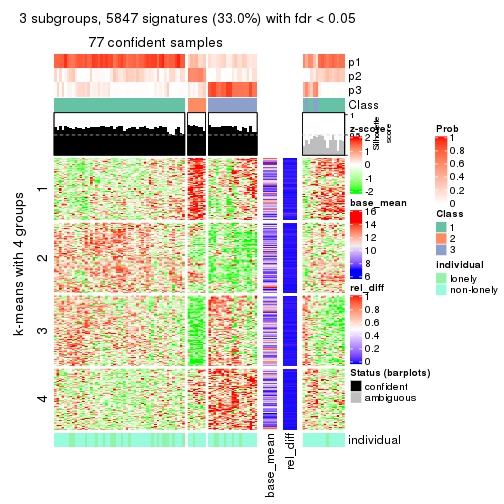 3 subgroups, 5847 signatures (33.0%) with fdr < 0.05
77 confident samples
p1
p2
p3
Class
1
Silhouette
score
z-score
2
1
0
-1
-2
base_mean
16
14
12
10
8
6
rel_diff
1
0.8
0.6
0.4
0.2
0
Status (barplots)
confident
ambiguous
Prob
1
0.8
0.6
0.4
0.2
0
Class
1
2
3
individual
lonely
non-lonely
k-means with 4 groups
1
2
3
4
individual
base_mean
rel_diff